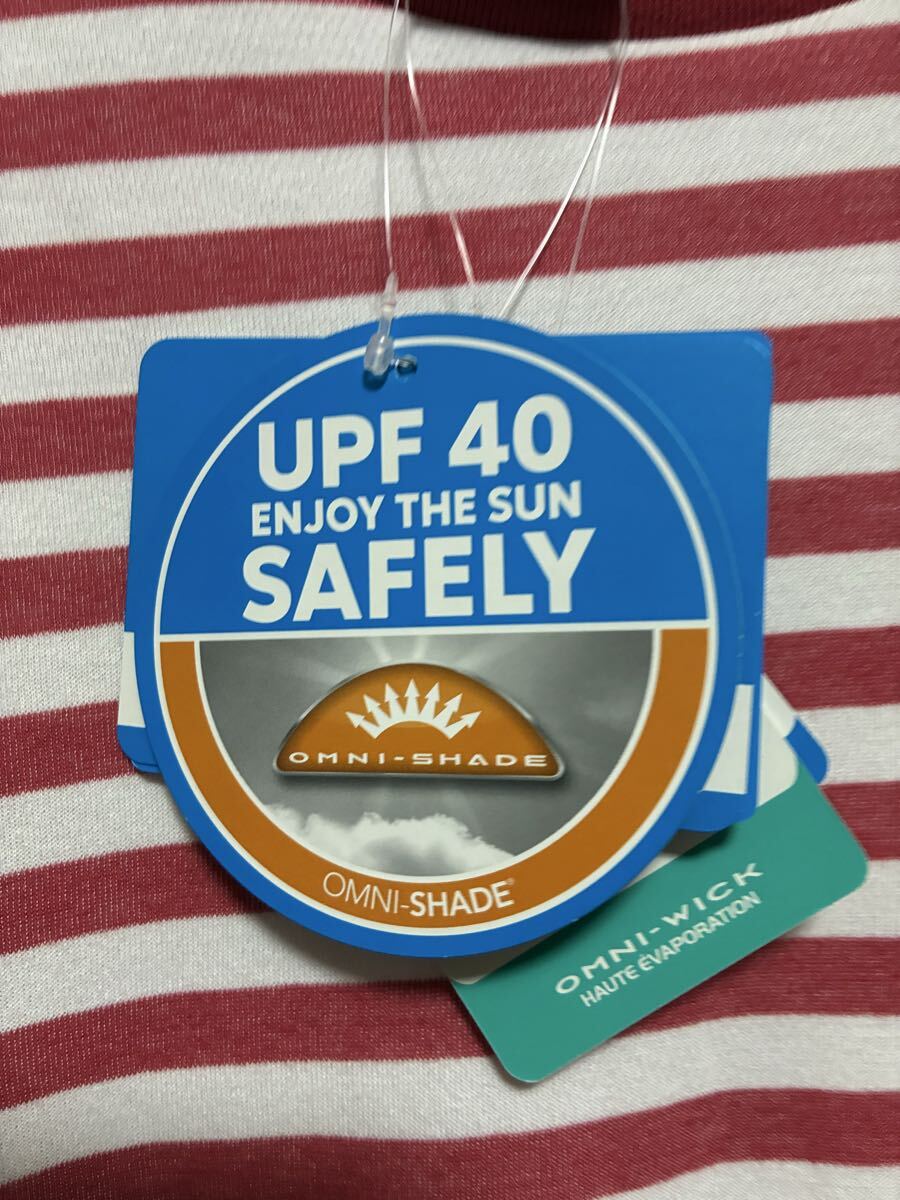 UPF 40
ENJOY THE SUN
SAFELY
OMNI-SHADE
OMNI-SHADE®
OMNI-WICK
HAUTE ÉVAPORATION